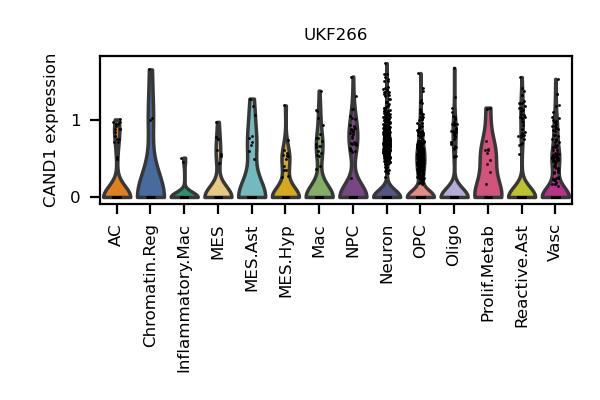 UKF266
CAND1 expression
1
0
AC
Chromatin.Reg
Inflammatory.Mac
MES
MES.Ast
MES.Hyp
Mac
NPC
Neuron
OPC
Oligo
Prolif.Metab
Reactive.Ast
Vasc